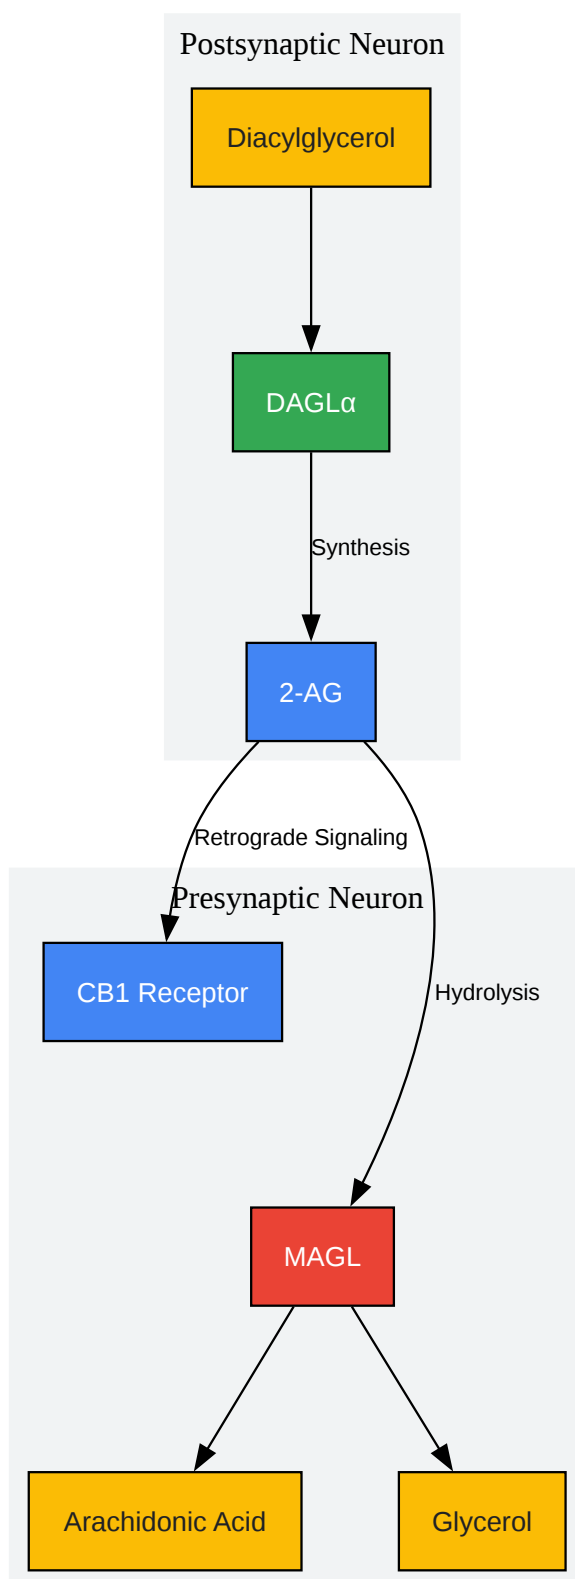 Postsynaptic Neuron
Diacylglycerol
DAGLα
Synthesis
2-AG
Retrograde Signaling
Presynaptic Neuron
CB1 Receptor
Hydrolysis
MAGL
Arachidonic Acid
Glycerol